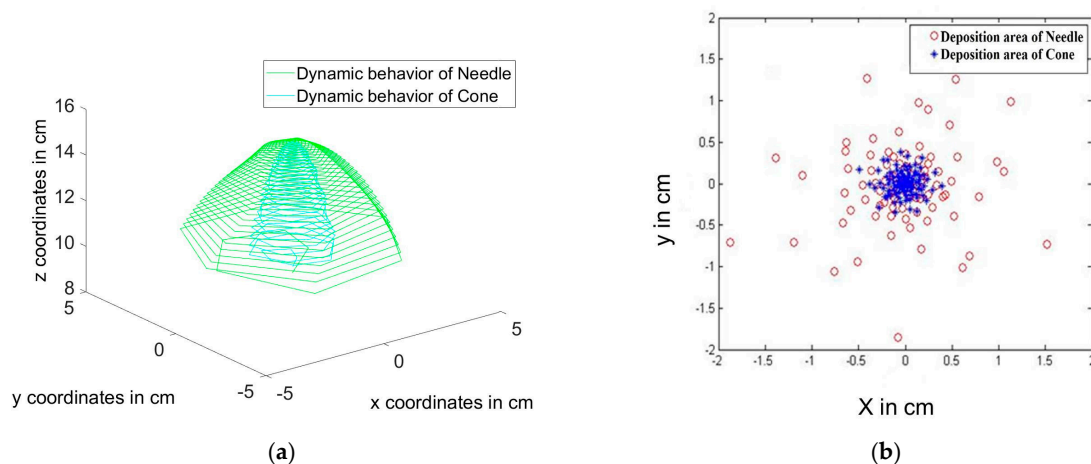 Dynamic behavior of Needle
Dynamic behavior of Cone
16
14
12
10
8
5
0
-5
-5
0
5
z coordinates in cm
y coordinates in cm
x coordinates in cm
(a)
Deposition area of Needle
Deposition area of Cone
2
1.5
1
0.5
0
-0.5
-1
-1.5
-2
-2
-1.5
-1
-0.5
0
0.5
1
1.5
2
y in cm
X in cm
(b)